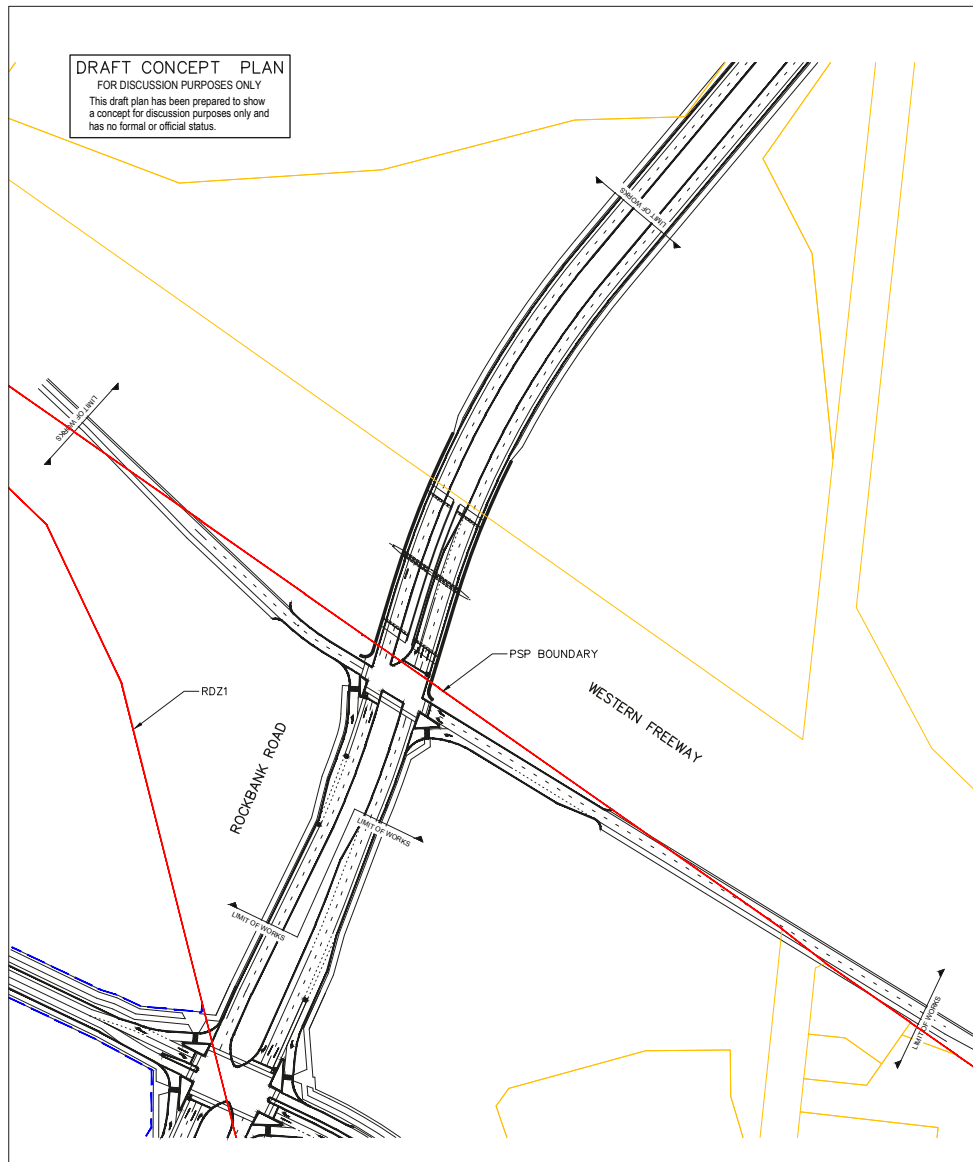 DRAFT CONCEPT PLAN
FOR DISCUSSION PURPOSES ONLY
This draft plan has been prepared to show
a concept for discussion purposes only and
has no formal or official status.
LIMIT OF WORKS
LIMIT OF WORKS
PSP BOUNDARY
RDZ1
WESTERN FREEWAY
ROCKBANK ROAD
LIMIT OF WORKS
LIMIT OF WORKS
LIMIT OF WORKS